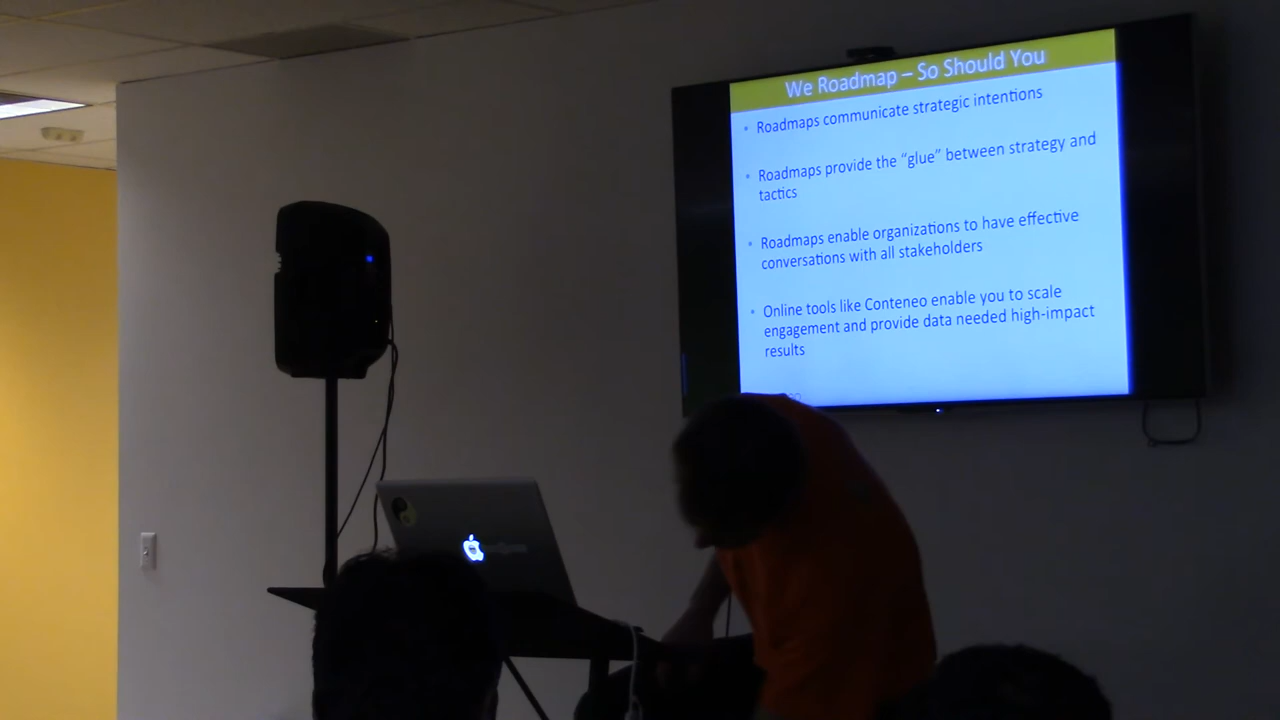 We Roadmap – So Should You
• Roadmaps communicate strategic intentions
• Roadmaps provide the “glue” between strategy and
tactics
• Roadmaps enable organizations to have effective
conversations with all stakeholders
• Online tools like Conteneo enable you to scale
engagement and provide data needed high-impact
results